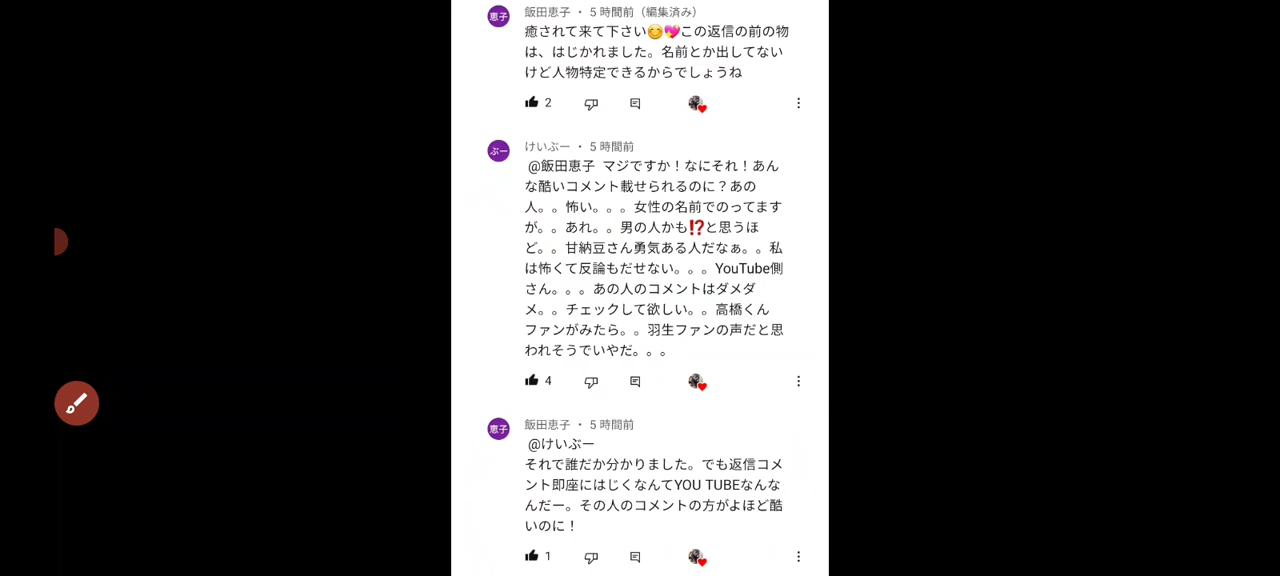 恵子
飯田恵子 ・ 5 時間前（編集済み）
癒されて来て下さい😊💖この返信の前の物
は、はじかれました。名前とか出してない
けど人物特定できるからでしょうね
2
ぶー
けいぶー ・ 5 時間前
@飯田恵子 マジですか！なにそれ！あん
な酷いコメント載せられるのに？あの
人。。怖い。。。女性の名前でのってます
が。。あれ。。男の人かも⁉️と思うほ
ど。。甘納豆さん勇気ある人だなぁ。。私
は怖くて反論もだせない。。。YouTube側
さん。。。あの人のコメントはダメダ
メ。。チェックして欲しい。。高橋くん
ファンがみたら。。羽生ファンの声だと思
われそうでいやだ。。。
4
恵子
飯田恵子 ・ 5 時間前
@けいぶー
それで誰だか分かりました。でも返信コメ
ント即座にはじくなんてYOU TUBEなんな
んだー。その人のコメントの方がよほど酷
いのに！
1